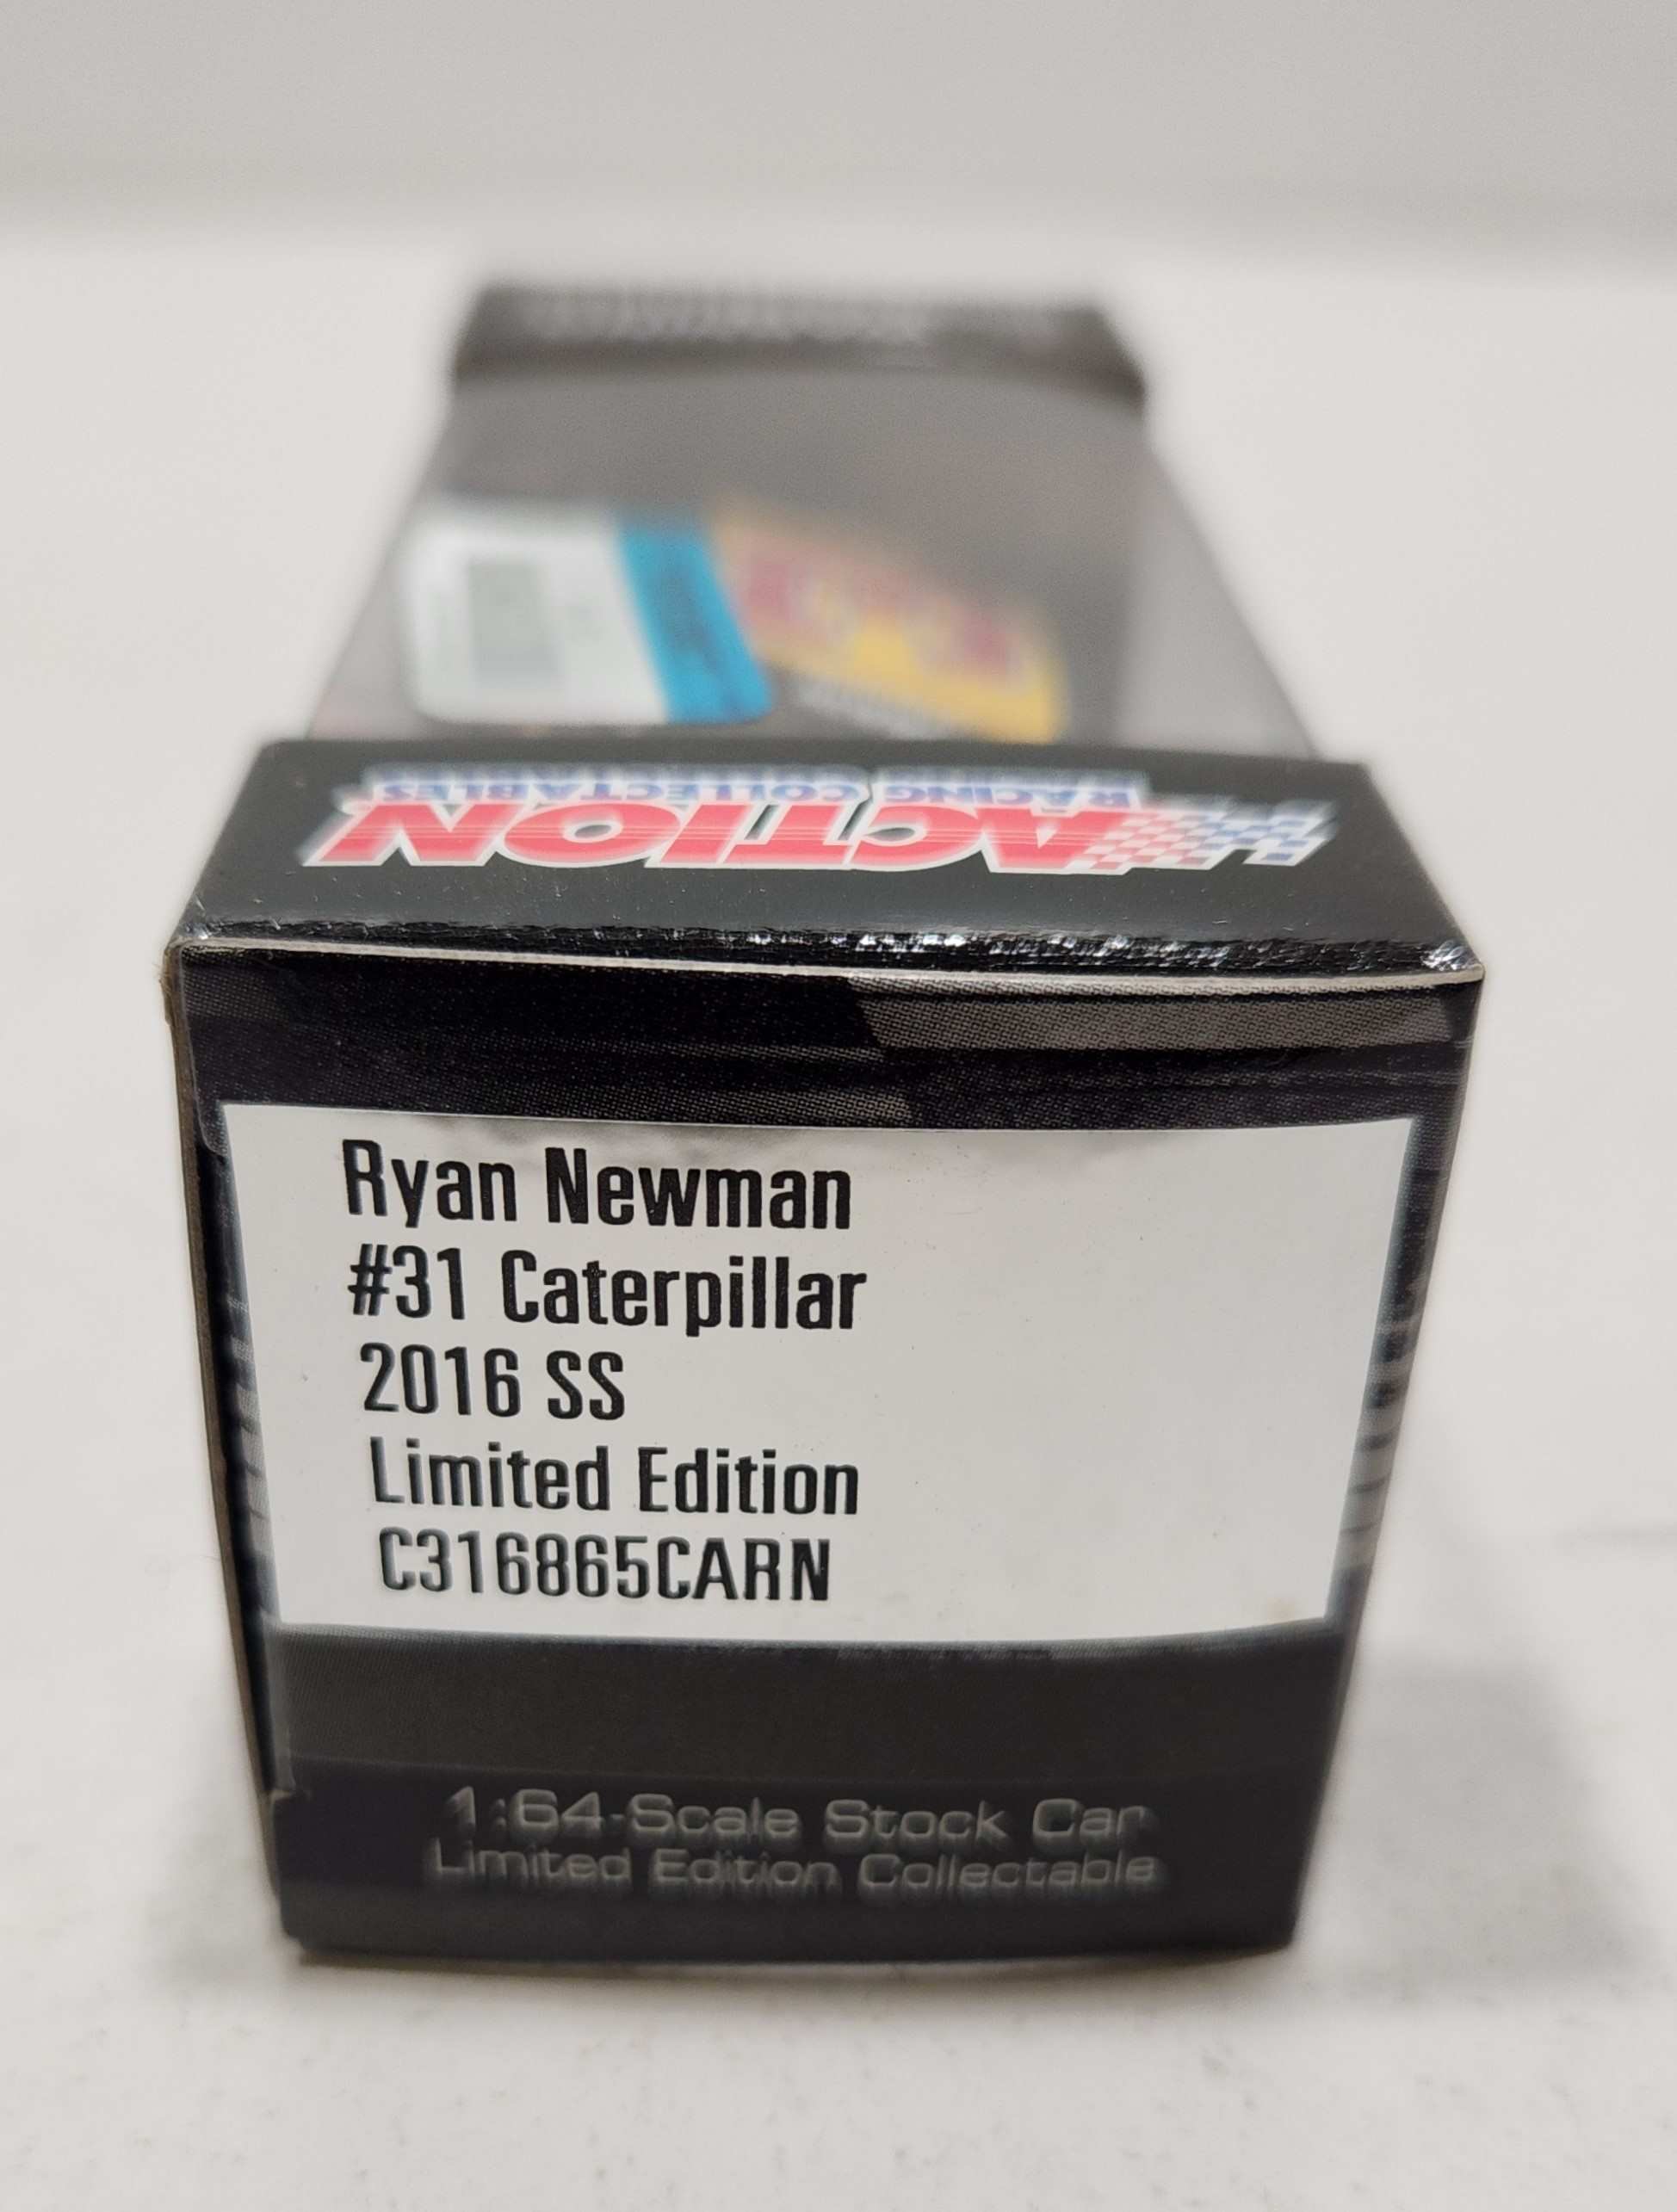 ACTION
RACING COLLECTABLES
Ryan Newman
#31 Caterpillar
2016 SS
Limited Edition
C316865CARN
1:64-Scale Stock Car
Limited Edition Collectable